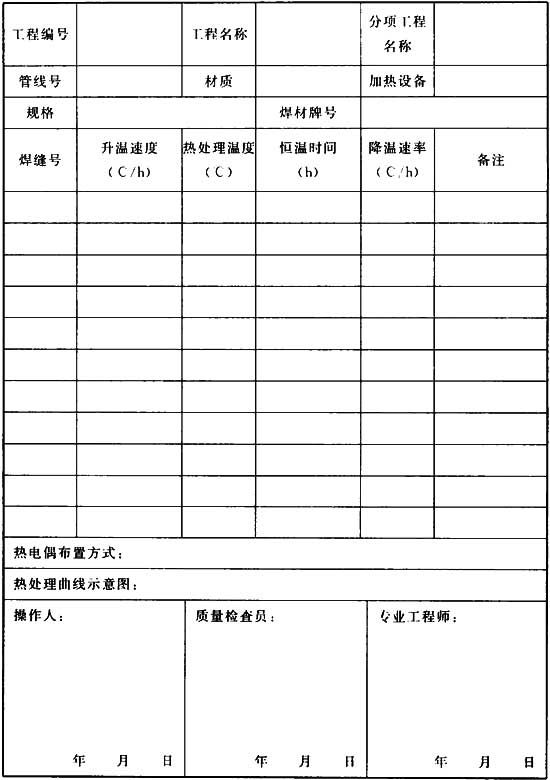 工程编号 工程名称 分项工程
名称
管线号 材质 加热设备
规格 焊材牌号
焊缝号 升温速度 热处理温度 恒温时间 降温速率 备注
（C/h） （C） （h） （C/h）
热电偶布置方式：
热处理曲线示意图：
操作人： 质量检查员： 专业工程师：
年 月 日 年 月 日 年 月 日